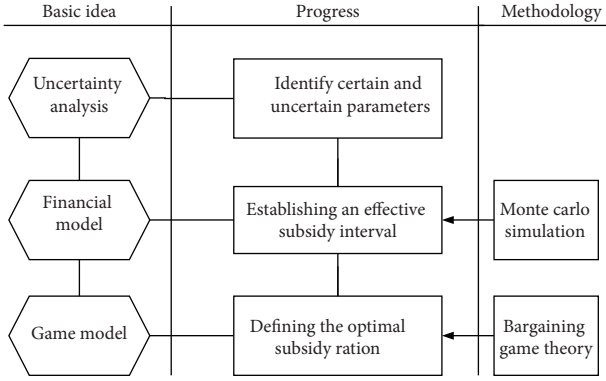 Basic idea
Progress
Methodology
Uncertainty
analysis
Identify certain and
uncertain parameters
Financial
model
Establishing an effective
subsidy interval
Monte carlo
simulation
Game model
Defining the optimal
subsidy ration
Bargaining
game theory